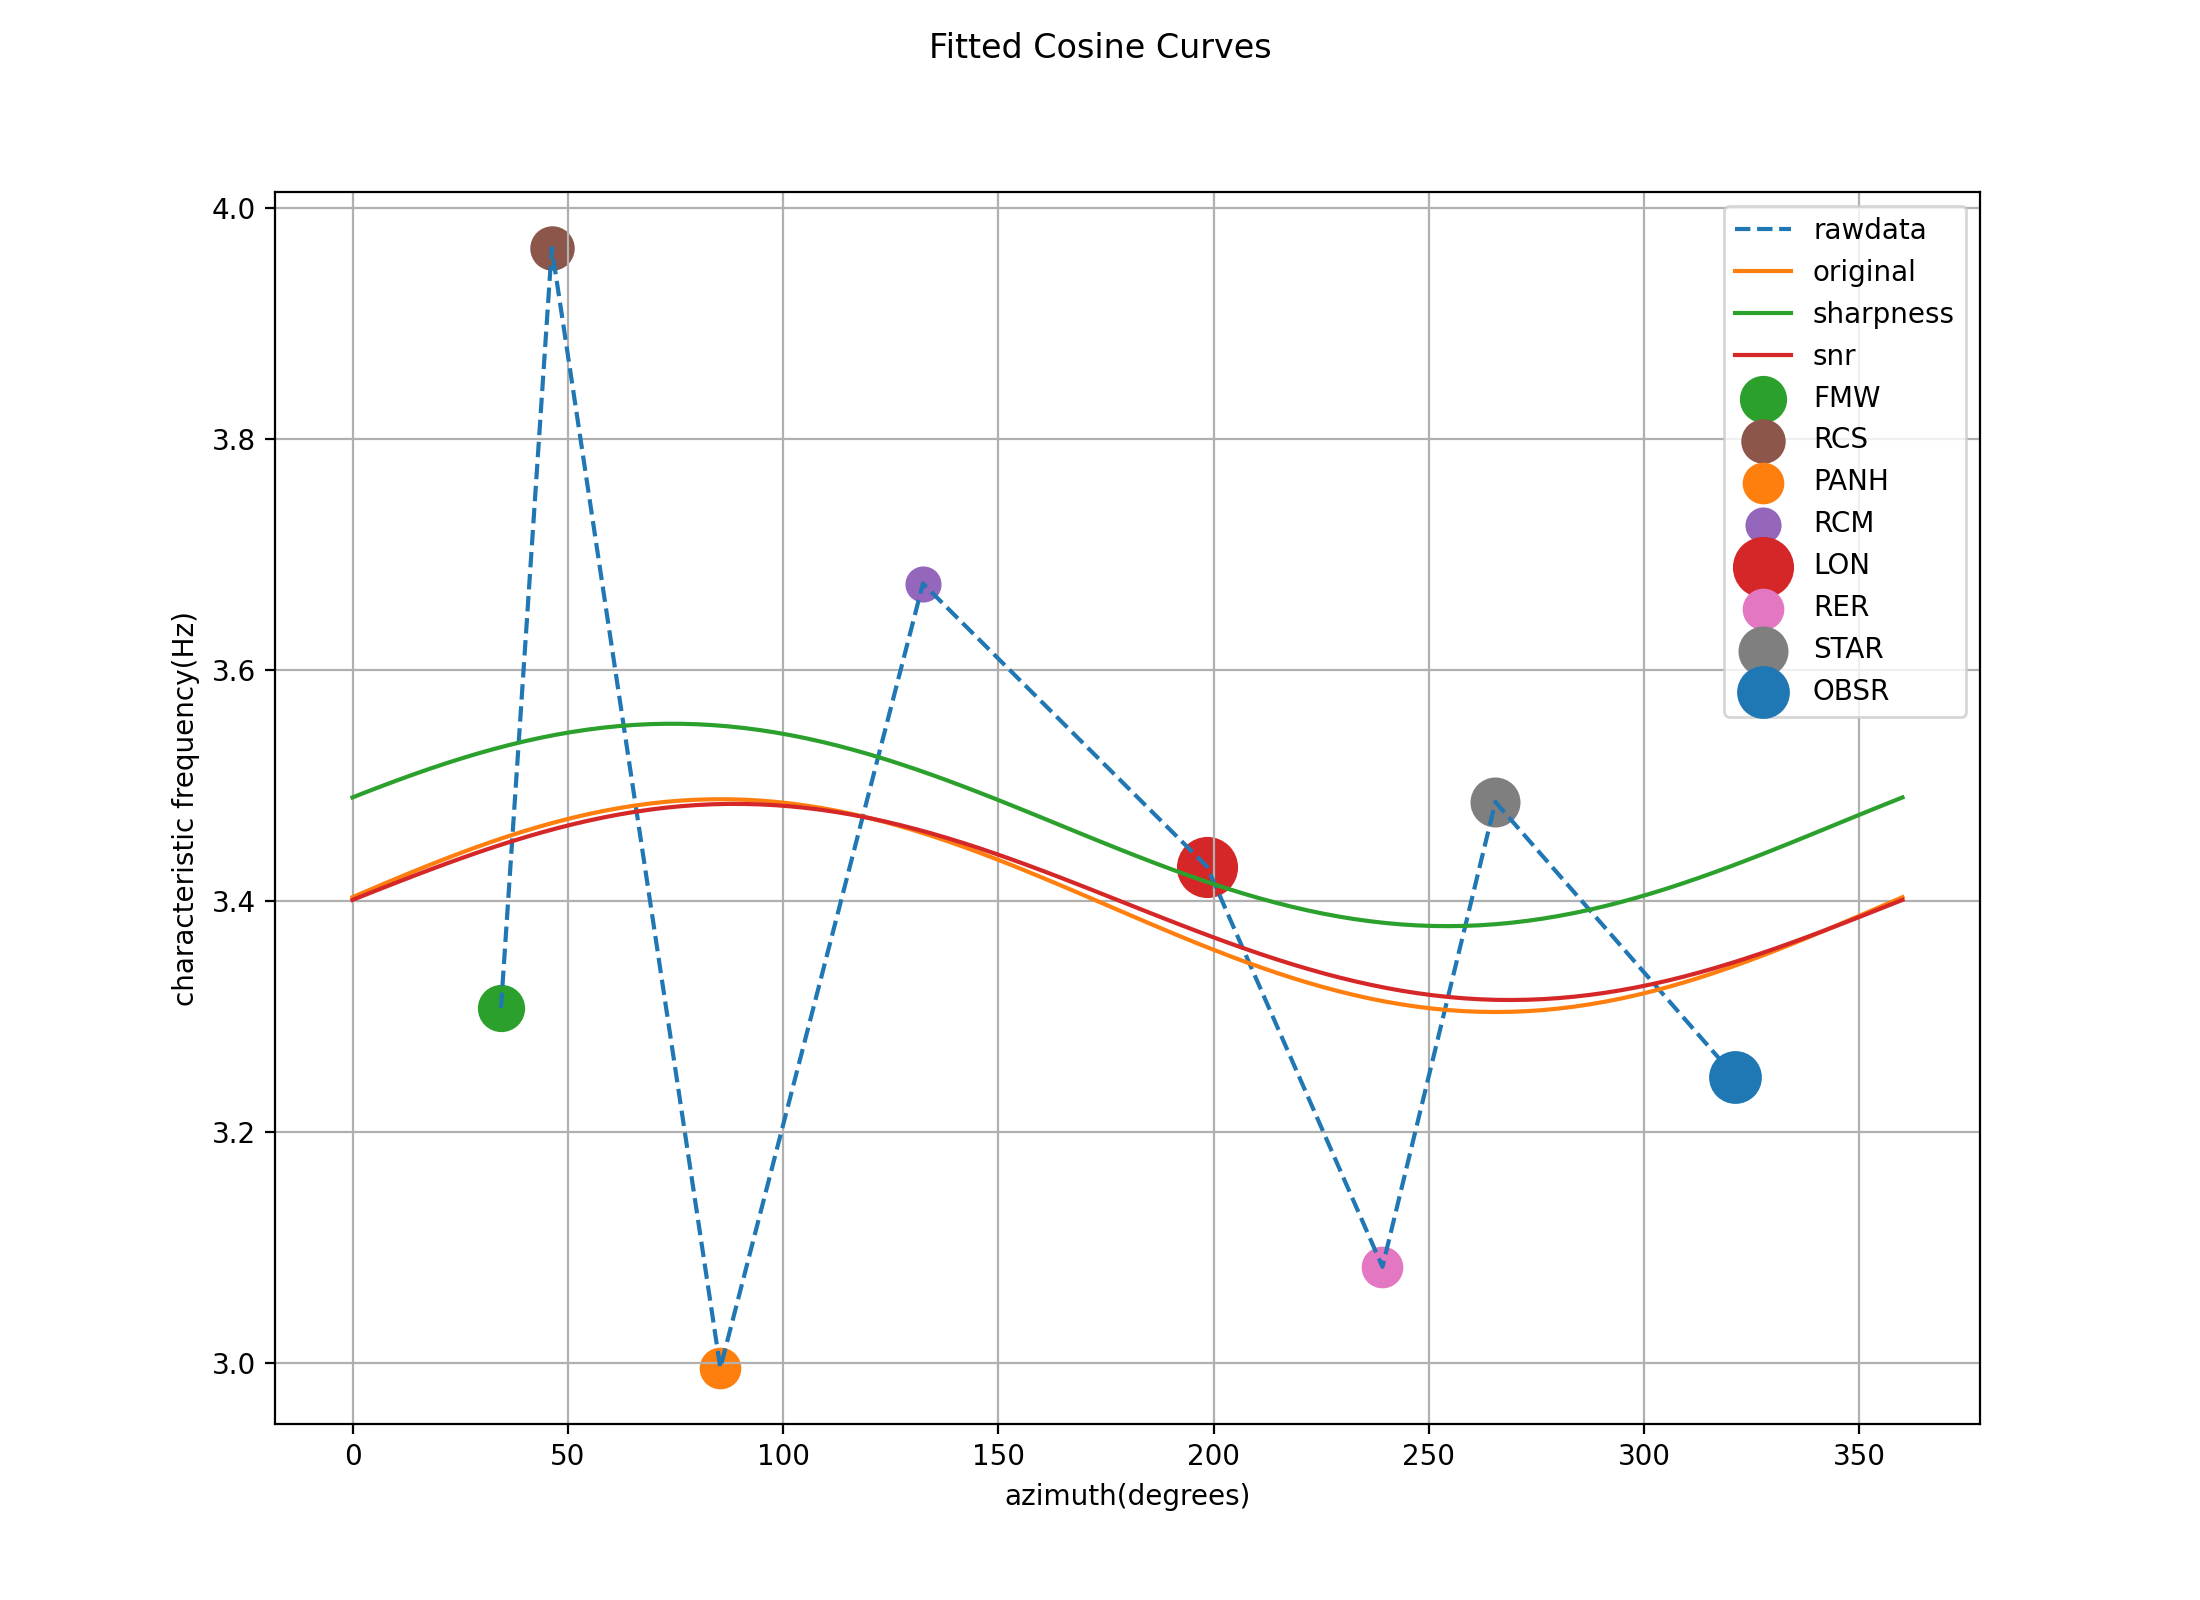 Fitted Cosine Curves
4.0
3.8
3.6
3.4
3.2
3.0
characteristic frequency(Hz)
rawdata
original
sharpness
snr
FMW
RCS
PANH
RCM
LON
RER
STAR
OBSR
0 50 100 150 200 250 300 350
azimuth(degrees)